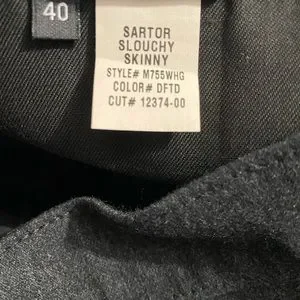 40
SARTOR
SLOUCHY
SKINNY
STYLE# M755WHG
COLOR# DFTD
CUT# 12374-00